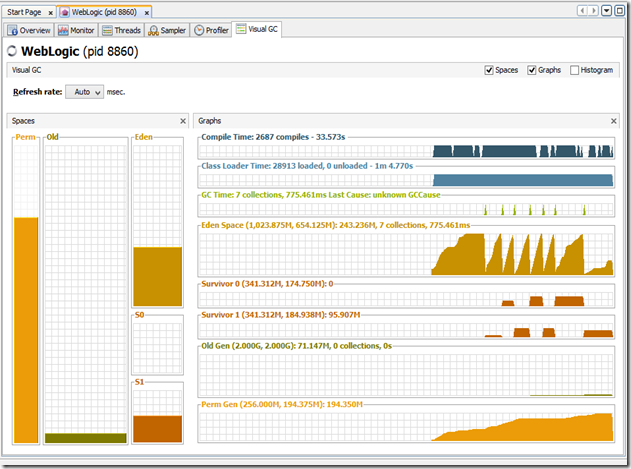 Start Page
WebLogic (pid 8860)
Overview
Monitor
Threads
Sampler
Profiler
Visual GC
WebLogic (pid 8860)
Visual GC
Spaces
Graphs
Histogram
Refresh rate: Auto msec.
Spaces
Perm
Old
Eden
S0
S1
Graphs
Compile Time: 2687 compiles - 33.573s
Class Loader Time: 28913 loaded, 0 unloaded - 1m 4.770s
GC Time: 7 collections, 775.461ms Last Cause: unknown GCCause
Eden Space (1,023.875M, 654.125M): 243.236M, 7 collections, 775.461ms
Survivor 0 (341.312M, 174.750M): 0
Survivor 1 (341.312M, 184.938M): 95.907M
Old Gen (2.000G, 2.000G): 71.147M, 0 collections, 0s
Perm Gen (256.000M, 194.375M): 194.350M